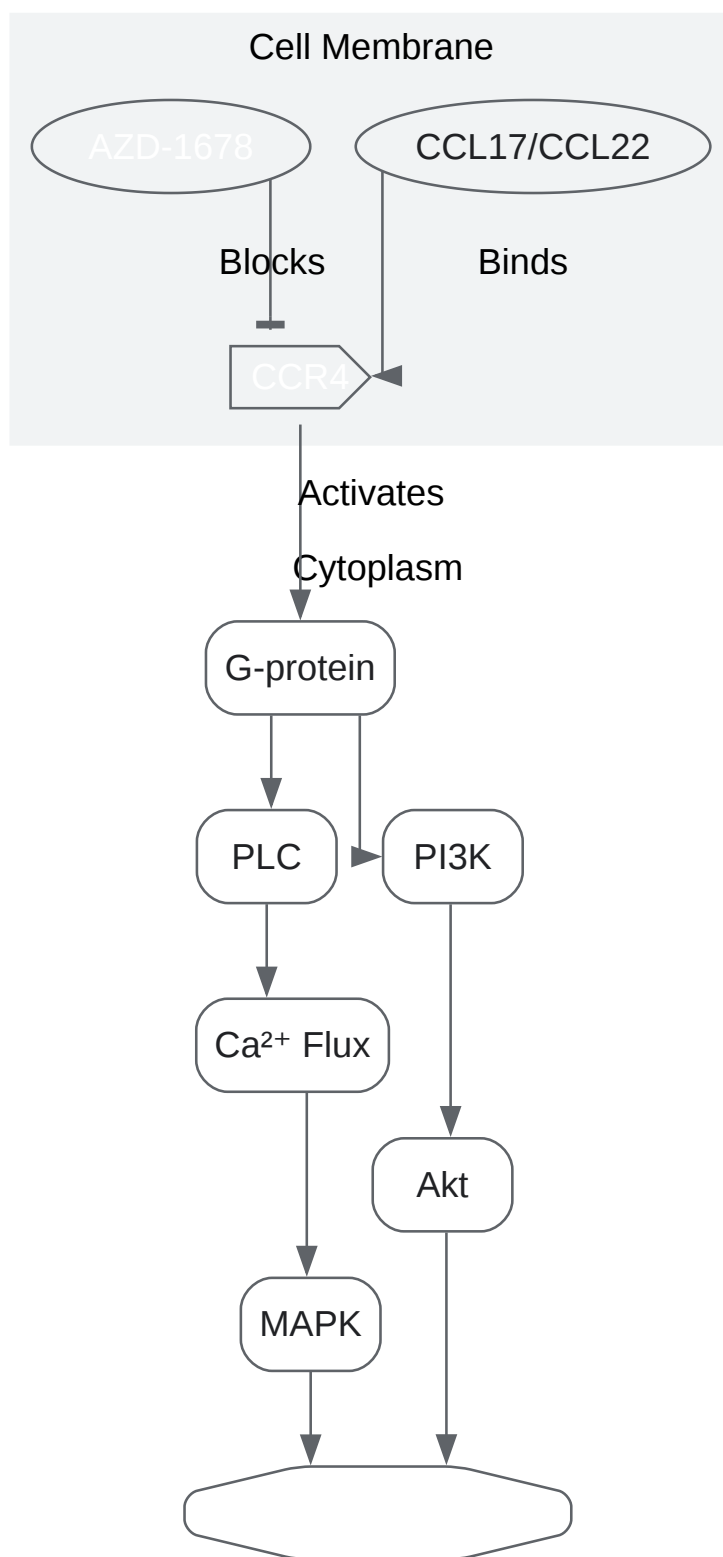 Cell Membrane
AZD-1678
CCL17/CCL22
Blocks
Binds
CCR4
Activates
Cytoplasm
G-protein
PLC
PI3K
Ca²⁺ Flux
Akt
MAPK